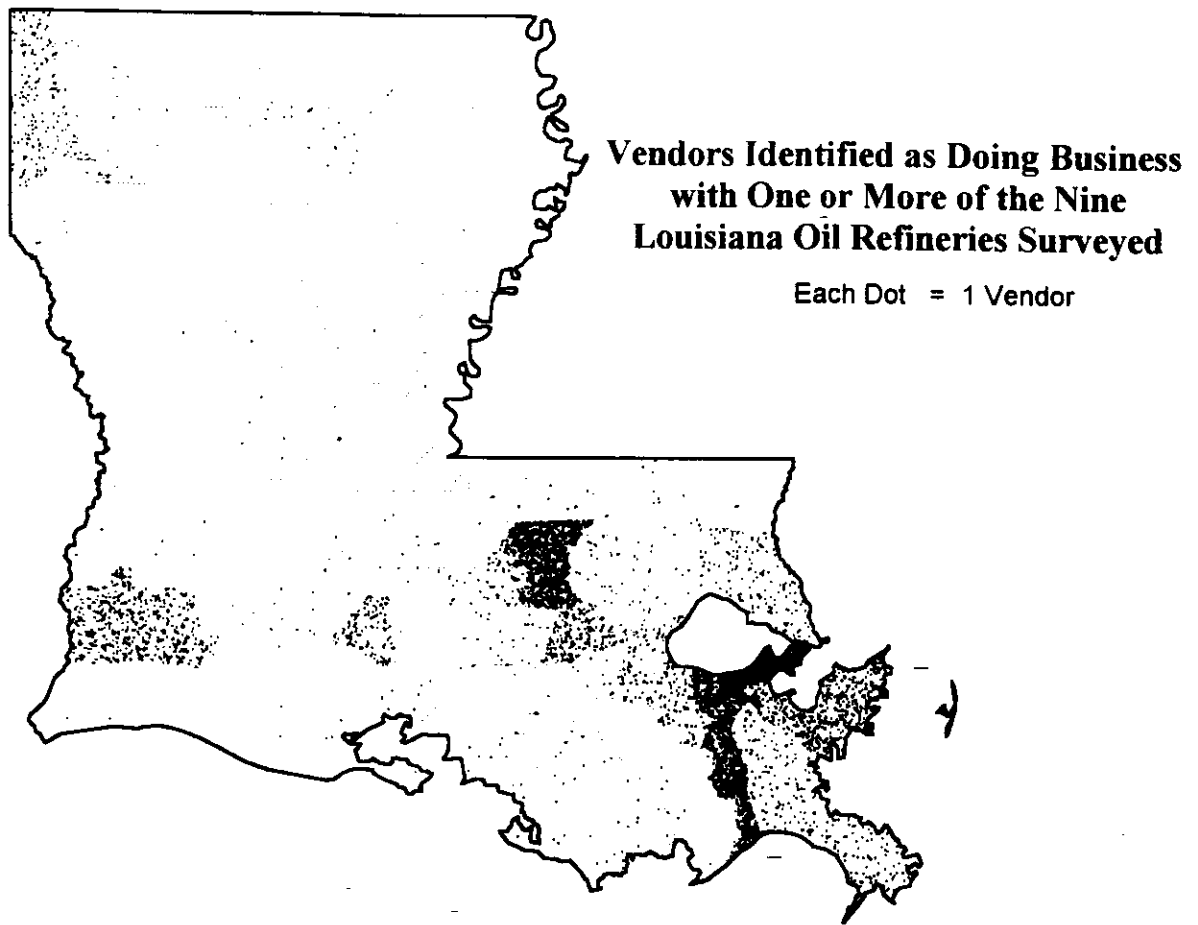 Vendors Identified as Doing Business
with One or More of the Nine
Louisiana Oil Refineries Surveyed
Each Dot = 1 Vendor